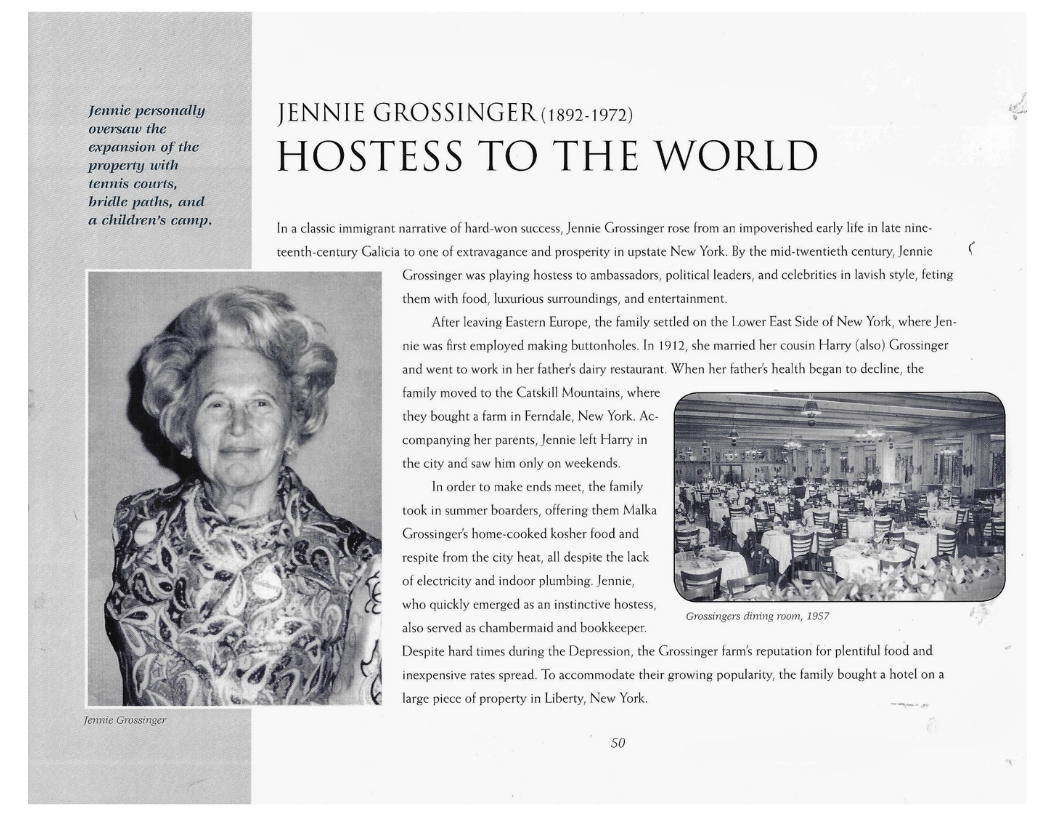 Jennie personally
oversaw the
expansion of the
property with
tennis courts,
bridle paths, and
a children's camp.
JENNIE GROSSINGER (1892-1972)
HOSTESS TO THE WORLD
In a classic immigrant narrative of hard-won success, Jennie Grossinger rose from an impoverished early life in late nine-
teenth-century Galicia to one of extravagance and prosperity in upstate New York. By the mid-twentieth century, Jennie
Grossinger was playing hostess to ambassadors, political leaders, and celebrities in lavish style, feting
them with food, luxurious surroundings, and entertainment.
After leaving Eastern Europe, the family settled on the Lower East Side of New York, where Jen-
nie was first employed making buttonholes. In 1912, she married her cousin Harry (also) Grossinger
and went to work in her father's dairy restaurant. When her father's health began to decline, the
family moved to the Catskill Mountains, where
they bought a farm in Ferndale, New York. Ac-
companying her parents, Jennie left Harry in
the city and saw him only on weekends.
In order to make ends meet, the family
took in summer boarders, offering them Malka
Grossinger's home-cooked kosher food and
respite from the city heat, all despite the lack
of electricity and indoor plumbing. Jennie,
who quickly emerged as an instinctive hostess,
also served as chambermaid and bookkeeper.
Despite hard times during the Depression, the Grossinger farm's reputation for plentiful food and
inexpensive rates spread. To accommodate their growing popularity, the family bought a hotel on a
large piece of property in Liberty, New York.
Grossingers dining room, 1957
Jennie Grossinger
50